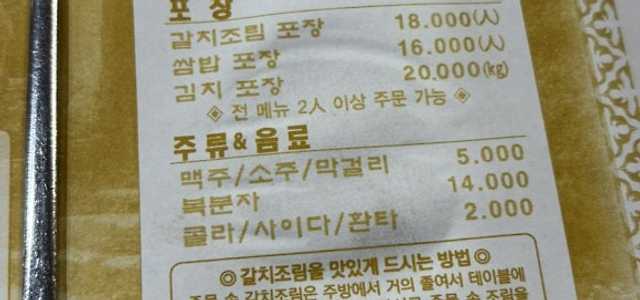 포 장
갈치조림 포장 18.000(人)
쌈밥 포장 16.000(人)
김치 포장 20.000(kg)
◈ 전 메뉴 2人 이상 주문 가능 ◈
주류&음료
맥주/소주/막걸리 5.000
복분자 14.000
콜라/사이다/환타 2.000
◎ 갈치조림을 맛있게 드시는 방법 ◎
주문 속 갈치조림은 주방에서 거의 졸여서 테이블에